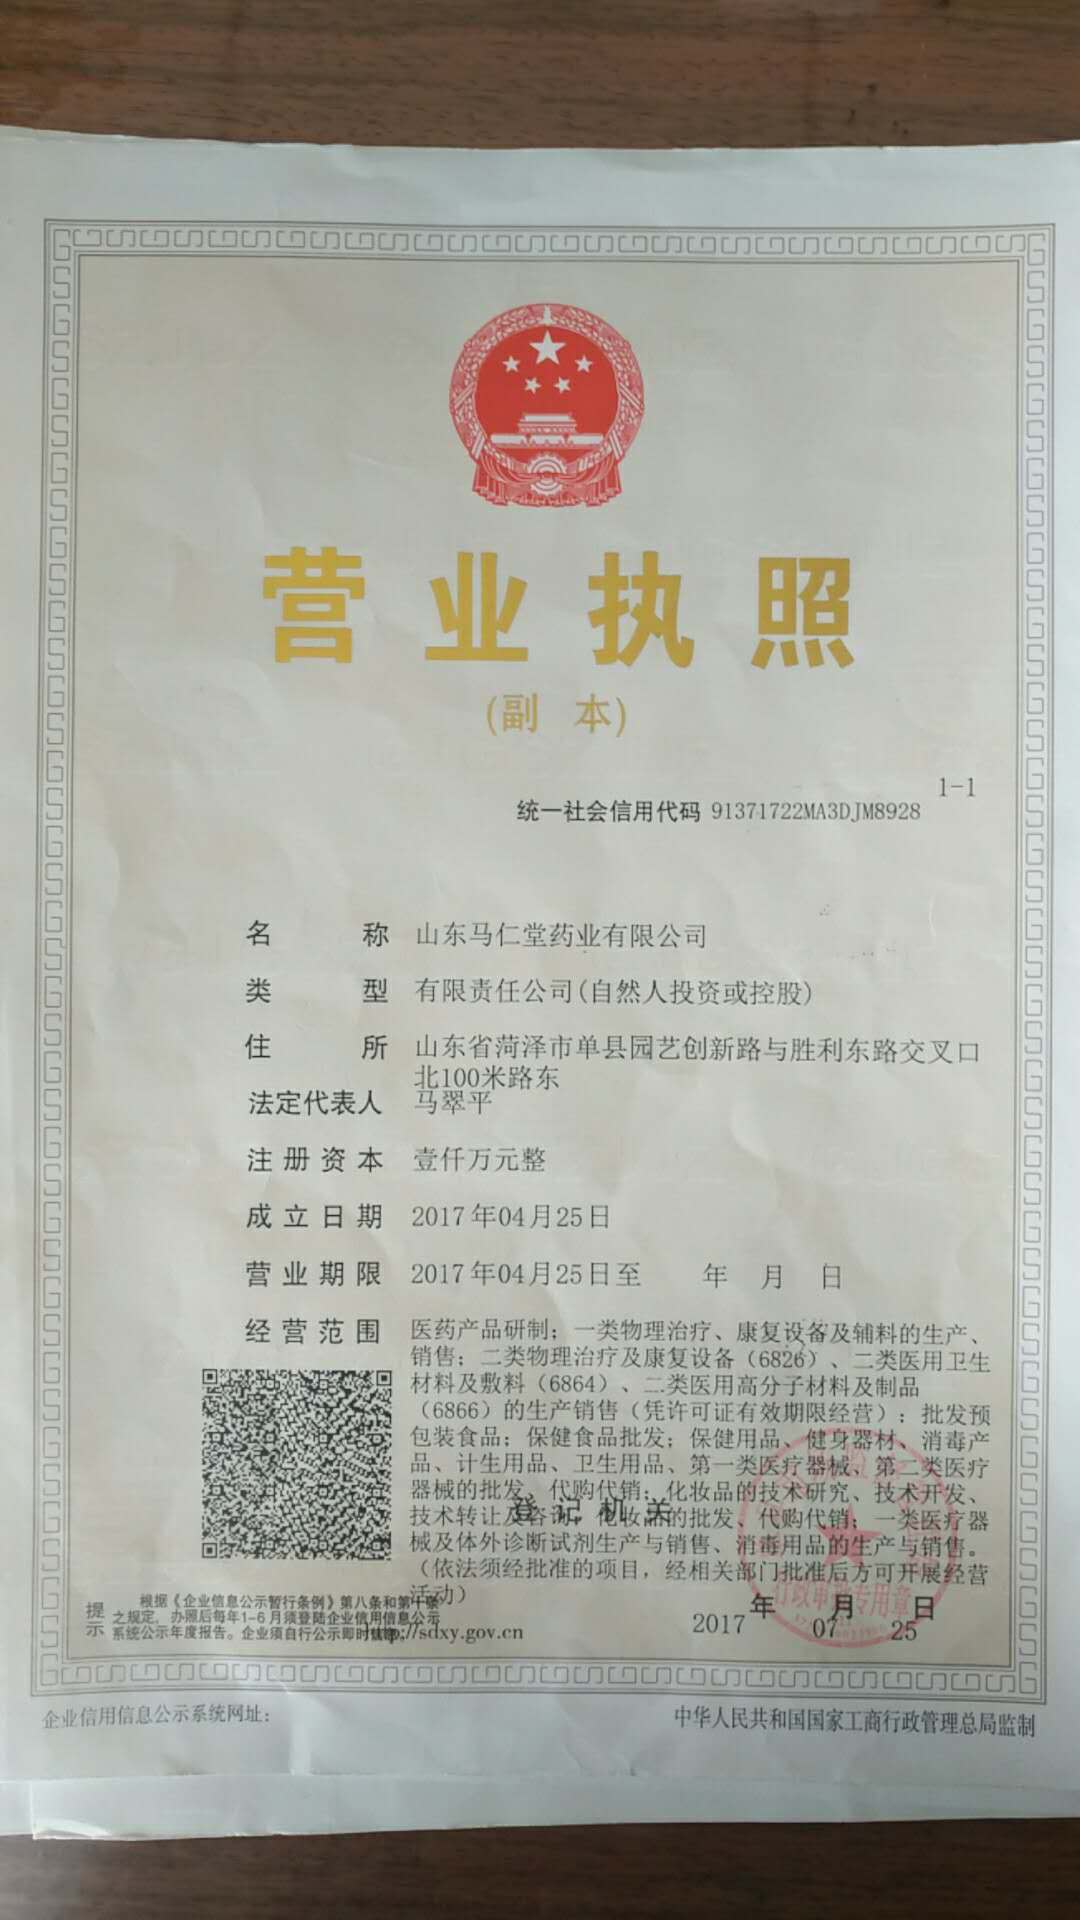 营业执照
(副 本)
1-1
统一社会信用代码 91371722MA3DJM8928
名 称 山东马仁堂药业有限公司
类 型 有限责任公司(自然人投资或控股)
住 所 山东省菏泽市单县园艺创新路与胜利东路交叉口
北100米路东
法定代表人 马翠平
注册资本 壹仟万元整
成立日期 2017年04月25日
营业期限 2017年04月25日至 年 月 日
经营范围 医药产品研制；一类物理治疗、康复设备及辅料的生产、
销售；二类物理治疗及康复设备（6826）、二类医用卫生
材料及敷料（6864）、二类医用高分子材料及制品
（6866）的生产销售（凭许可证有效期限经营）；批发预
包装食品；保健食品批发；保健用品、健身器材、消毒产
品、计生用品、卫生用品、第一类医疗器械、第二类医疗
器械的批发、代购代销；化妆品的技术研究、技术开发、
技术转让及咨询；化妆品的批发、代购代销；一类医疗器
械及体外诊断试剂生产与销售、消毒用品的生产与销售。
（依法须经批准的项目，经相关部门批准后方可开展经营
活动）
登记机关
行政审批专用章
2017年07月25日
提示
根据《企业信息公示暂行条例》第八条和第十条
之规定，办照后每年1-6月须登陆企业信用信息公示
系统公示年度报告。企业须自行公示即时信息。
http://sdxy.gov.cn
企业信用信息公示系统网址：
中华人民共和国国家工商行政管理总局监制